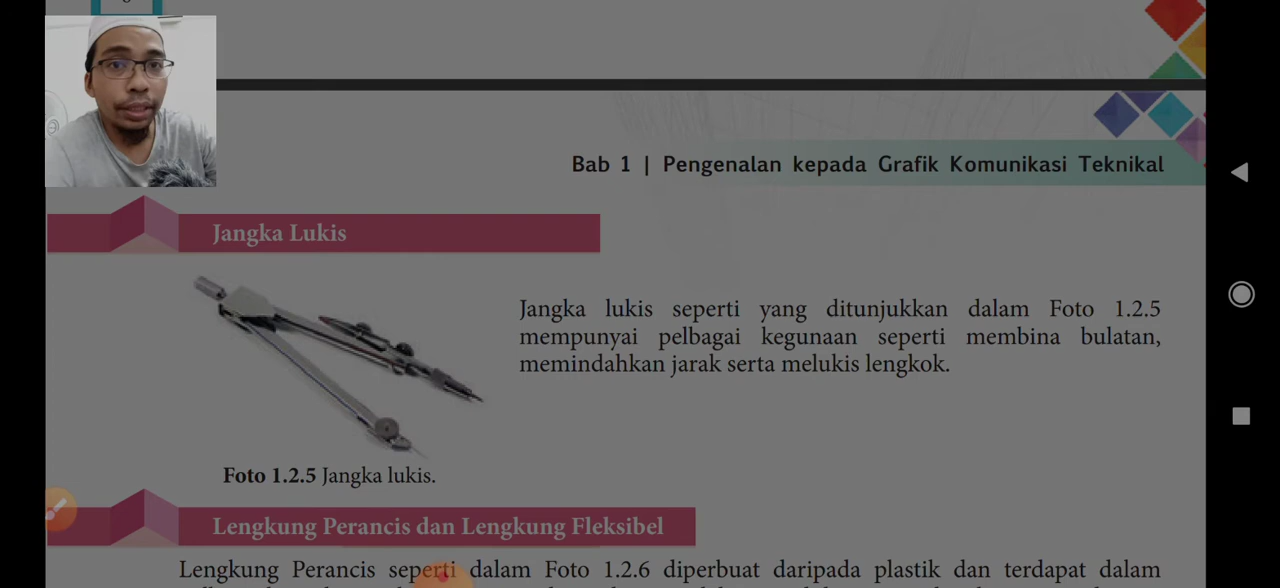 Bab 1 | Pengenalan kepada Grafik Komunikasi Teknikal
Jangka Lukis
Jangka lukis seperti yang ditunjukkan dalam Foto 1.2.5
mempunyai pelbagai kegunaan seperti membina bulatan,
memindahkan jarak serta melukis lengkok.
Foto 1.2.5 Jangka lukis.
Lengkung Perancis dan Lengkung Fleksibel
Lengkung Perancis seperti dalam Foto 1.2.6 diperbuat daripada plastik dan terdapat dalam